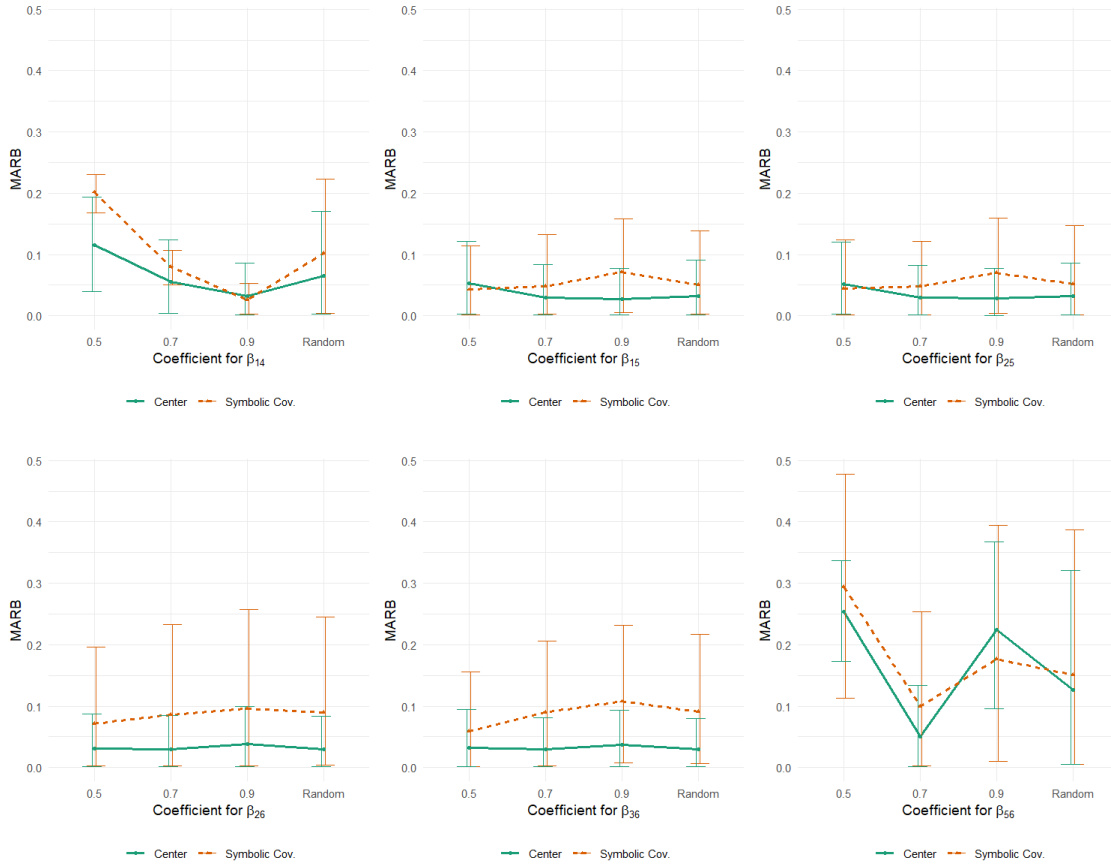 0.5
0.4
0.3
0.2
0.1
0.0
MARB
0.5 0.7 0.9 Random
Coefficient for β14
Center Symbolic Cov.
0.5
0.4
0.3
0.2
0.1
0.0
MARB
0.5 0.7 0.9 Random
Coefficient for β15
Center Symbolic Cov.
0.5
0.4
0.3
0.2
0.1
0.0
MARB
0.5 0.7 0.9 Random
Coefficient for β25
Center Symbolic Cov.
0.5
0.4
0.3
0.2
0.1
0.0
MARB
0.5 0.7 0.9 Random
Coefficient for β26
Center Symbolic Cov.
0.5
0.4
0.3
0.2
0.1
0.0
MARB
0.5 0.7 0.9 Random
Coefficient for β36
Center Symbolic Cov.
0.5
0.4
0.3
0.2
0.1
0.0
MARB
0.5 0.7 0.9 Random
Coefficient for β56
Center Symbolic Cov.